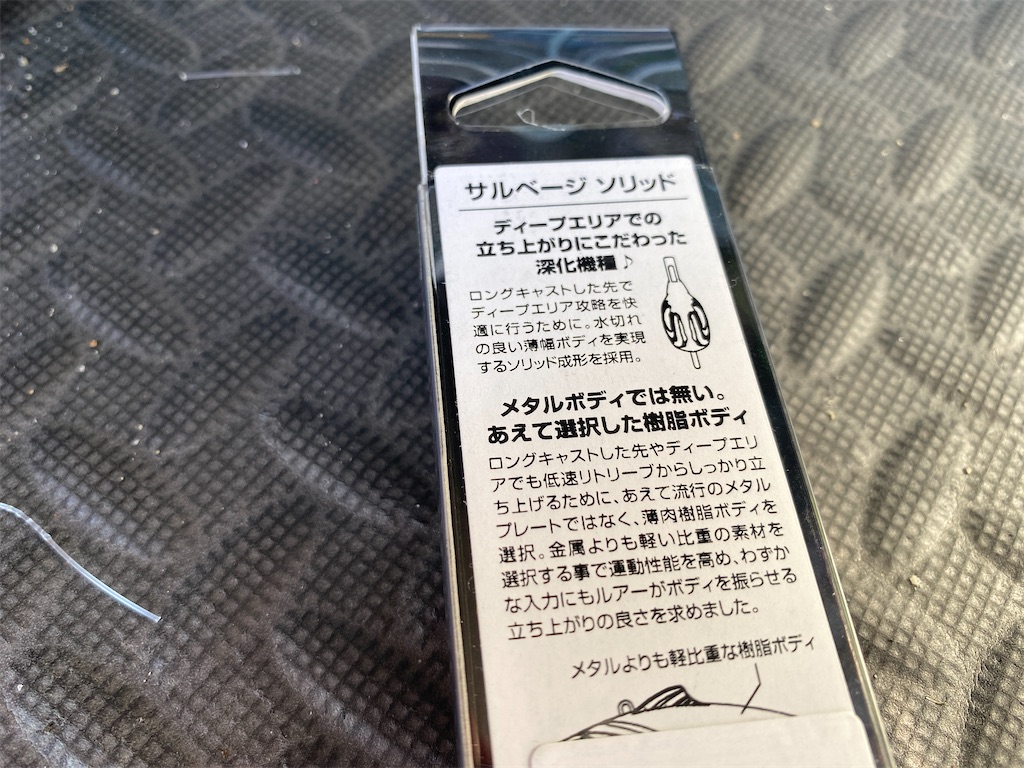 サルベージ ソリッド
ディープエリアでの
立ち上がりにこだわった
深化機種♪
ロングキャストした先で
ディープエリア攻略を快
適に行うために。水切れ
の良い薄幅ボディを実現
するソリッド成形を採用。
メタルボディでは無い。
あえて選択した樹脂ボディ
ロングキャストした先やディープエリ
アでも低速リトリーブからしっかり立
ち上げるために、あえて流行のメタル
プレートではなく、薄肉樹脂ボディを
選択。金属よりも軽い比重の素材を
選択する事で運動性能を高め、わずか
な入力にもルアーがボディを振らせる
立ち上がりの良さを求めました。
メタルよりも軽比重な樹脂ボディ